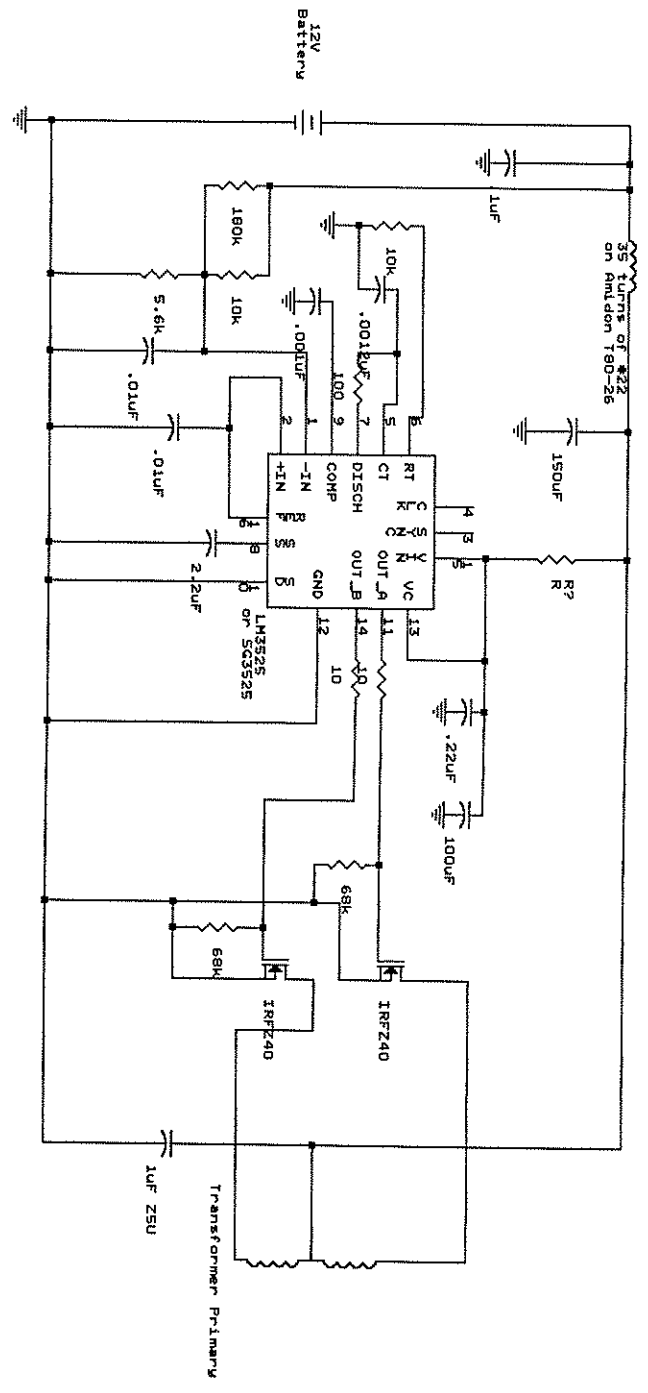 12V
Battery
1uF
35 turns of #22
on Amidon T80-26
150uF
180k
10k
5.6k
.01uF
.01uF
10k
.0012uF
.001uF
100
6
5
7
9
1
2
RT
CT
DISCH
COMP
-IN
+IN
CLK
4
SYNC
3
VIN
15
REF
16
SS
8
SD
10
VC
OUT_A
OUT_B
GND
13
11
14
12
R?
R
2.2uF
LM3525
or SG3525
10
10
.22uF
100uF
68k
68k
IRFZ40
IRFZ40
1uF Z5U
Transformer Primary